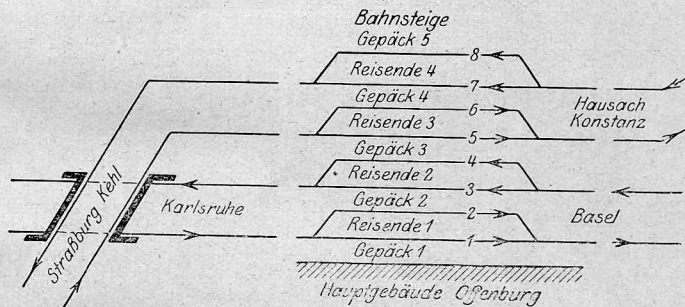 Bahnsteige
Gepäck 5
8
Reisende 4
7
Gepäck 4
6
Hausach
Konstanz
Reisende 3
5
Gepäck 3
4
Reisende 2
3
Straßburg Kehl
Karlsruhe
Gepäck 2
2
Basel
Reisende 1
1
Gepäck 1
Hauptgebäude Offenburg